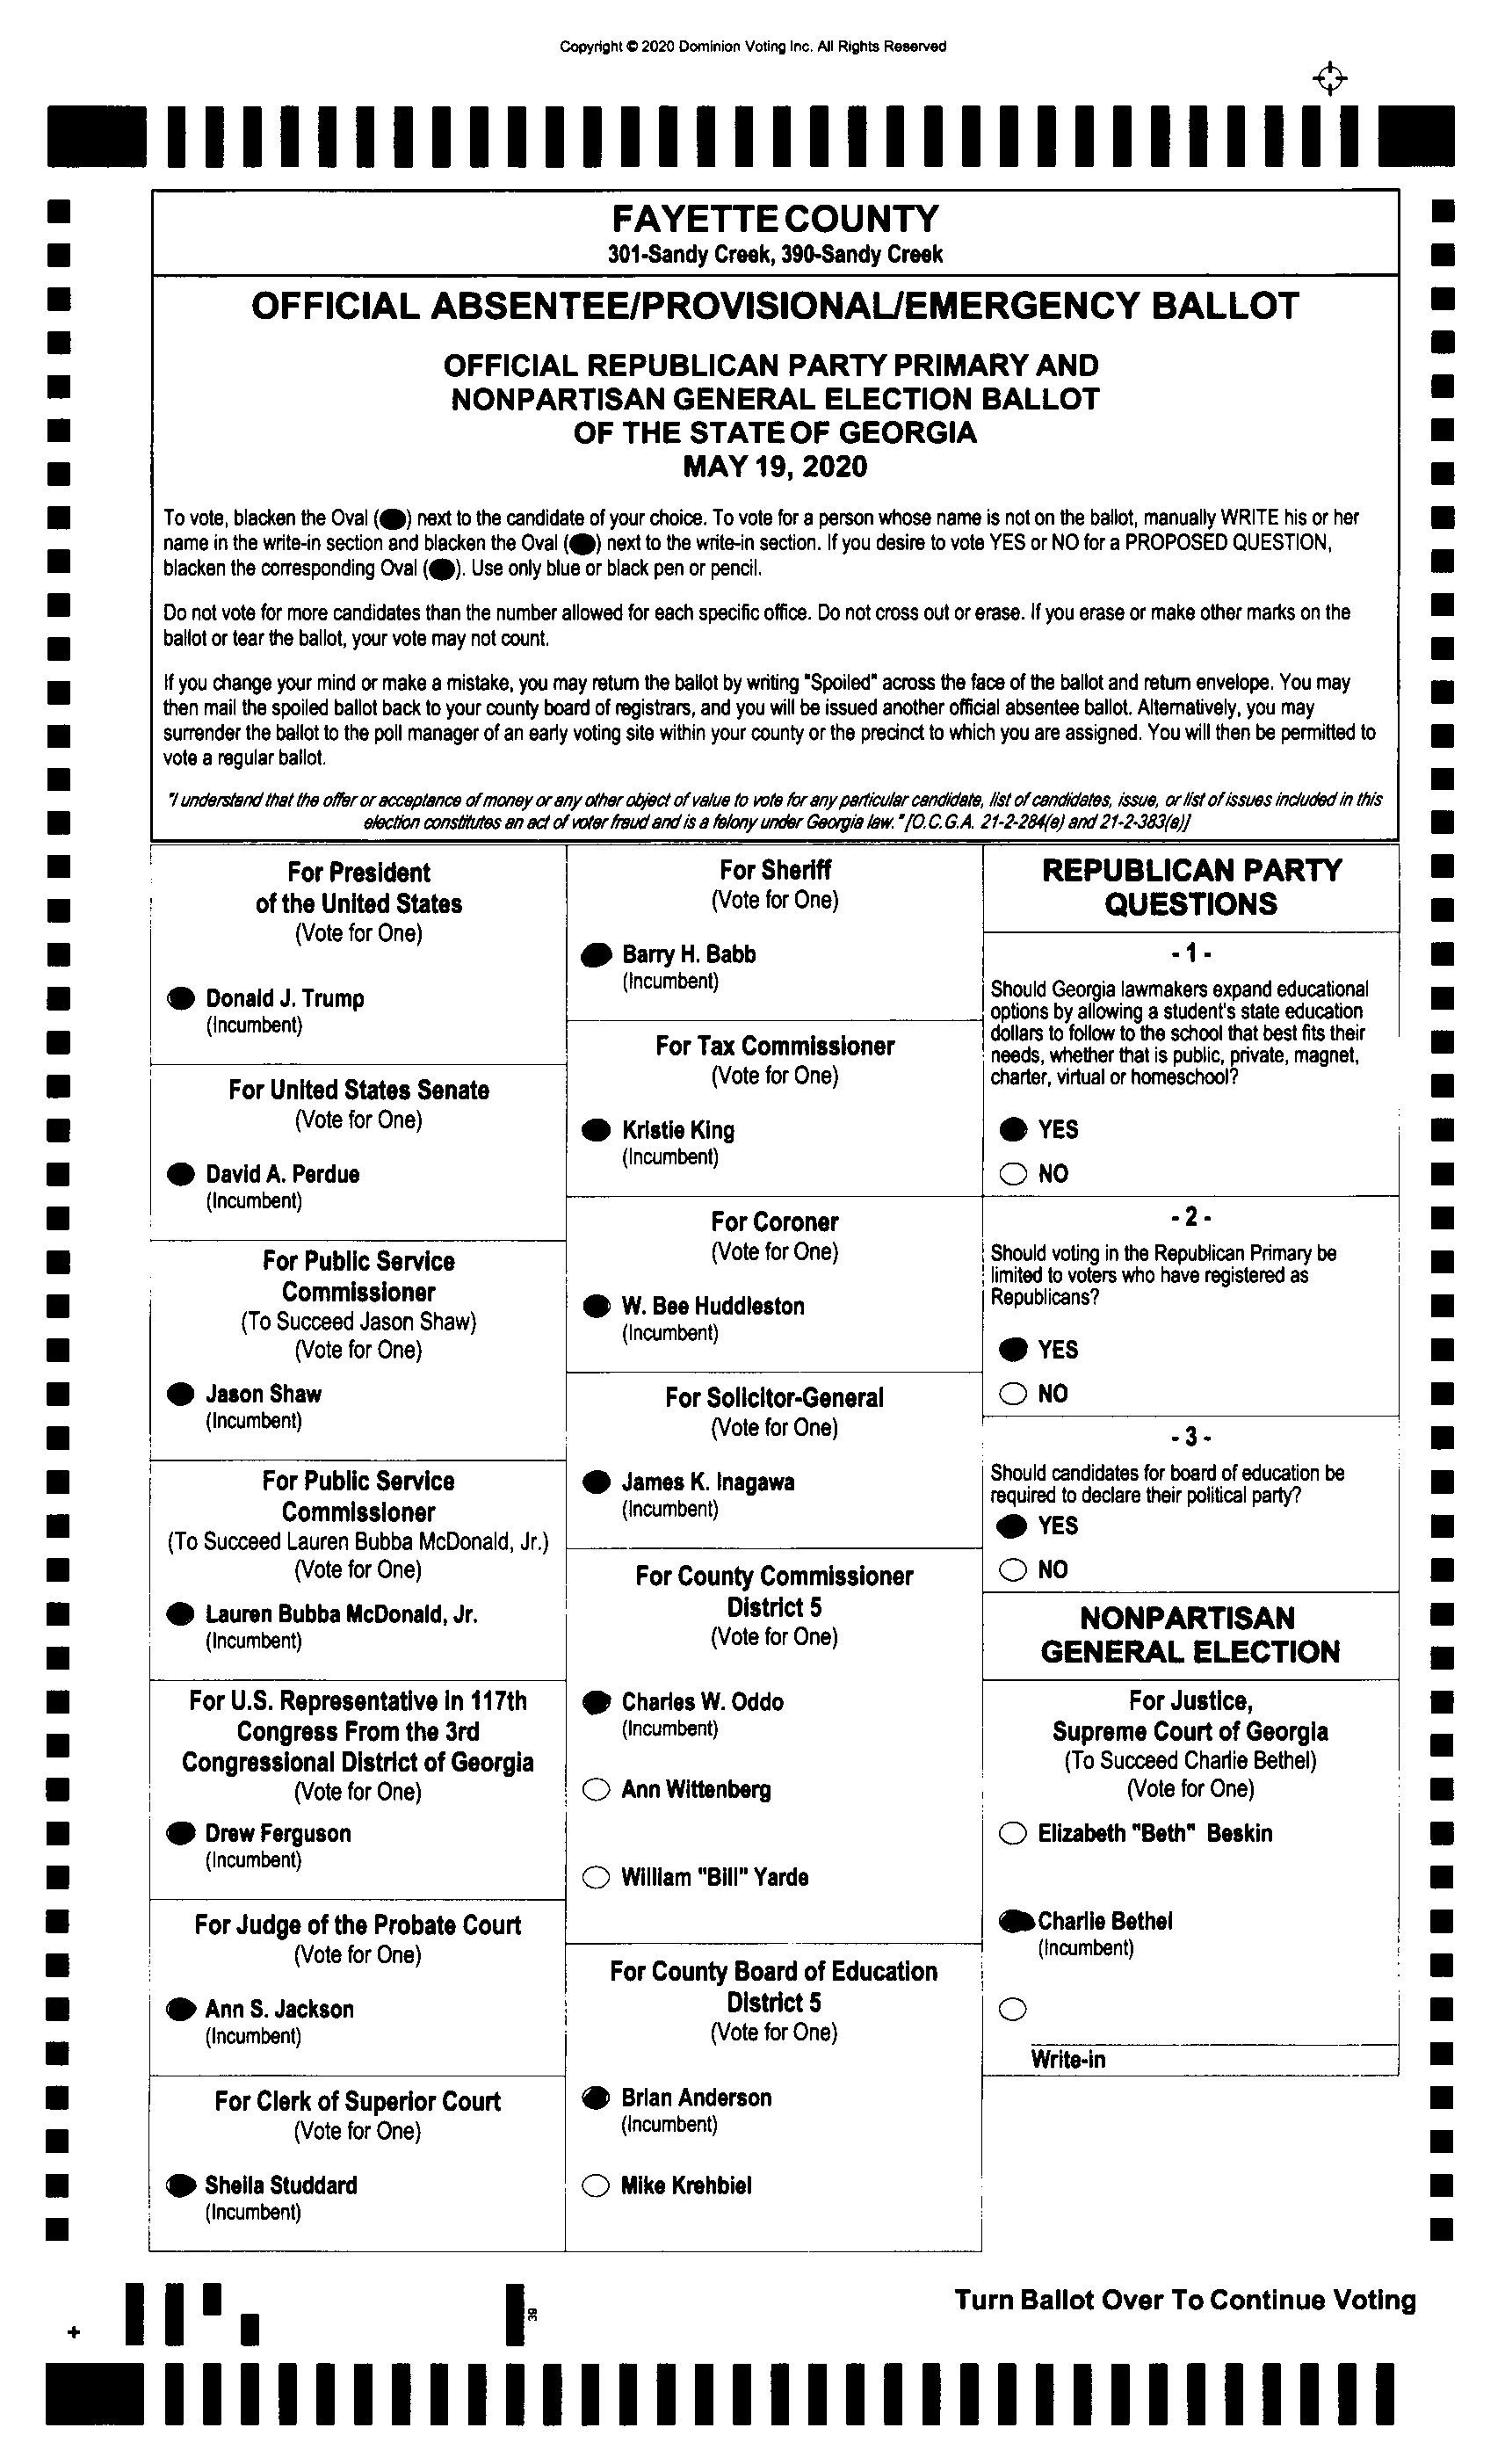 Copyright © 2020 Dominion Voting Inc. All Rights Reserved
FAYETTE COUNTY
301-Sandy Creek, 390-Sandy Creek
OFFICIAL ABSENTEE/PROVISIONAL/EMERGENCY BALLOT
OFFICIAL REPUBLICAN PARTY PRIMARY AND
NONPARTISAN GENERAL ELECTION BALLOT
OF THE STATE OF GEORGIA
MAY 19, 2020
To vote, blacken the Oval (⬬) next to the candidate of your choice. To vote for a person whose name is not on the ballot, manually WRITE his or her
name in the write-in section and blacken the Oval (⬬) next to the write-in section. If you desire to vote YES or NO for a PROPOSED QUESTION,
blacken the corresponding Oval (⬬). Use only blue or black pen or pencil.
Do not vote for more candidates than the number allowed for each specific office. Do not cross out or erase. If you erase or make other marks on the
ballot or tear the ballot, your vote may not count.
If you change your mind or make a mistake, you may return the ballot by writing "Spoiled" across the face of the ballot and return envelope. You may
then mail the spoiled ballot back to your county board of registrars, and you will be issued another official absentee ballot. Alternatively, you may
surrender the ballot to the poll manager of an early voting site within your county or the precinct to which you are assigned. You will then be permitted to
vote a regular ballot.
"I understand that the offer or acceptance of money or any other object of value to vote for any particular candidate, list of candidates, issue, or list of issues included in this
election constitutes an act of voter fraud and is a felony under Georgia law." [O.C.G.A. 21-2-284(e) and 21-2-383(a)]
For President
of the United States
(Vote for One)
Donald J. Trump
(Incumbent)
For United States Senate
(Vote for One)
David A. Perdue
(Incumbent)
For Public Service
Commissioner
(To Succeed Jason Shaw)
(Vote for One)
Jason Shaw
(Incumbent)
For Public Service
Commissioner
(To Succeed Lauren Bubba McDonald, Jr.)
(Vote for One)
Lauren Bubba McDonald, Jr.
(Incumbent)
For U.S. Representative in 117th
Congress From the 3rd
Congressional District of Georgia
(Vote for One)
Drew Ferguson
(Incumbent)
For Judge of the Probate Court
(Vote for One)
Ann S. Jackson
(Incumbent)
For Clerk of Superior Court
(Vote for One)
Sheila Studdard
(Incumbent)
For Sheriff
(Vote for One)
Barry H. Babb
(Incumbent)
For Tax Commissioner
(Vote for One)
Kristie King
(Incumbent)
For Coroner
(Vote for One)
W. Bee Huddleston
(Incumbent)
For Solicitor-General
(Vote for One)
James K. Inagawa
(Incumbent)
For County Commissioner
District 5
(Vote for One)
Charles W. Oddo
(Incumbent)
Ann Wittenberg
William "Bill" Yarde
For County Board of Education
District 5
(Vote for One)
Brian Anderson
(Incumbent)
Mike Krehbiel
REPUBLICAN PARTY
QUESTIONS
- 1 -
Should Georgia lawmakers expand educational
options by allowing a student's state education
dollars to follow to the school that best fits their
needs, whether that is public, private, magnet,
charter, virtual or homeschool?
YES
NO
- 2 -
Should voting in the Republican Primary be
limited to voters who have registered as
Republicans?
YES
NO
- 3 -
Should candidates for board of education be
required to declare their political party?
YES
NO
NONPARTISAN
GENERAL ELECTION
For Justice,
Supreme Court of Georgia
(To Succeed Charlie Bethel)
(Vote for One)
Elizabeth "Beth" Beskin
Charlie Bethel
(Incumbent)
Write-in
Turn Ballot Over To Continue Voting
39
+